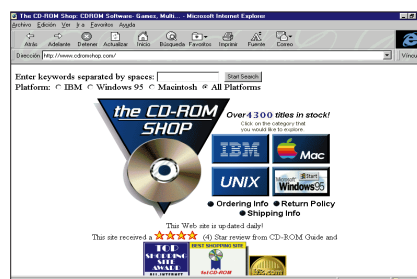 The CD-ROM Shop: CDROM Software- Games, Multi... - Microsoft Internet Explorer
Archivo Edición Ver Ir a Favoritos Ayuda
Atrás Adelante Detener Actualizar Inicio Búsqueda Favoritos Imprimir Fuente Correo
Dirección http://www.cdromshop.com/ Víncu
Enter keywords separated by spaces: Start Search
Platform: IBM Windows 95 Macintosh All Platforms
the CD-ROM SHOP
Over 4300 titles in stock!
Click on the category that
you would like to explore.
IBM Mac
UNIX Microsoft Windows95 Start
Ordering Info Return Policy
Shipping Info
This Web site is updated daily!
This site received a (4) Star review from CD-ROM Guide and
TOP SHOPPING SITE AWARD
BEST SHOPPING SITE